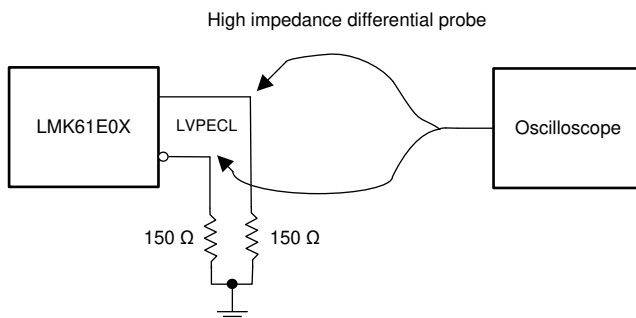 High impedance differential probe
LMK61E0X
LVPECL
Oscilloscope
150 Ω
150 Ω